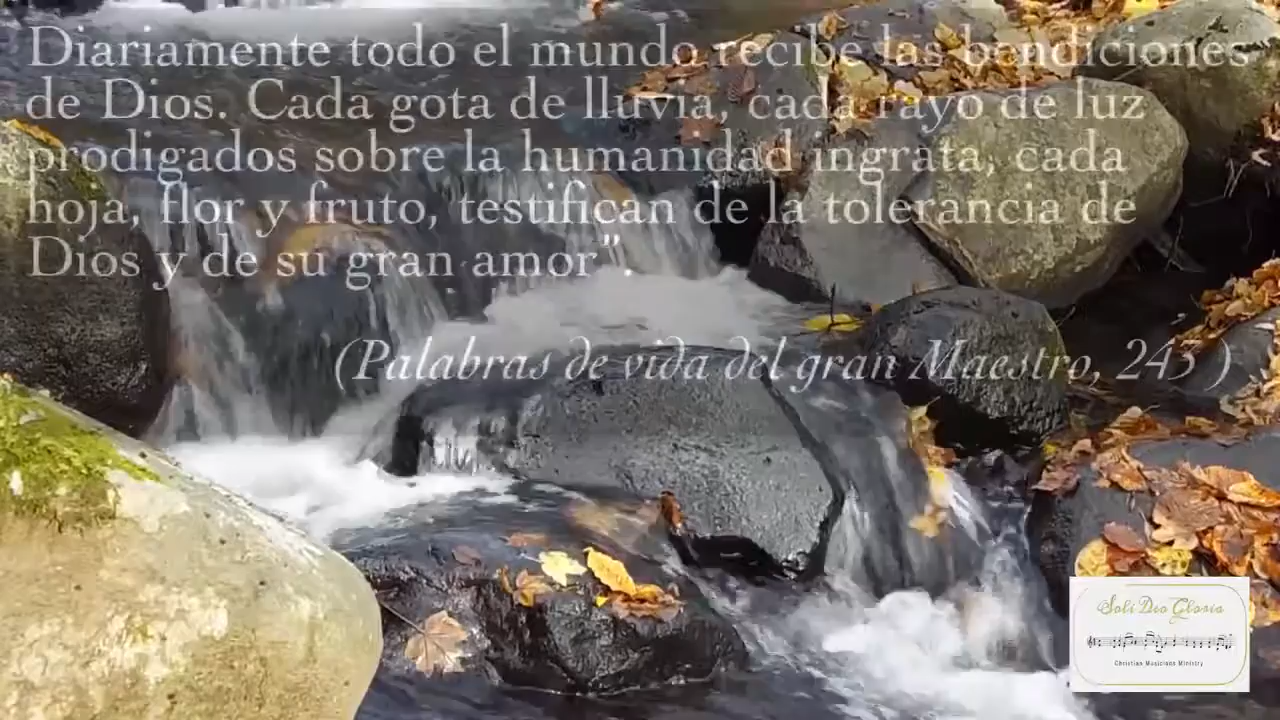 Diariamente todo el mundo recibe las bendiciones
de Dios. Cada gota de lluvia, cada rayo de luz
prodigados sobre la humanidad ingrata, cada
hoja, flor y fruto, testifican de la tolerancia de
Dios y de su gran amor".
(Palabras de vida del gran Maestro, 243 )
Soli Deo Gloria
Christian Musicians Ministry